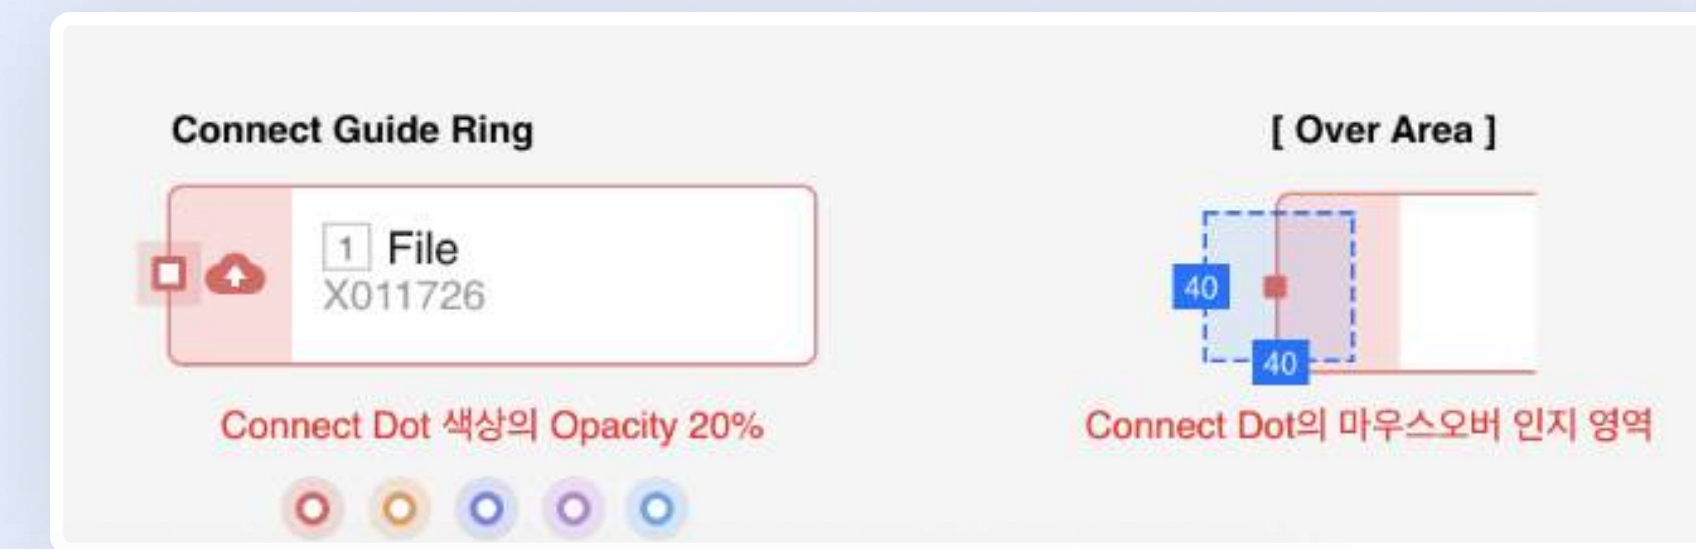 Connect Guide Ring
1 File
X011726
Connect Dot 색상의 Opacity 20%
[ Over Area ]
40
40
Connect Dot의 마우스오버 인지 영역